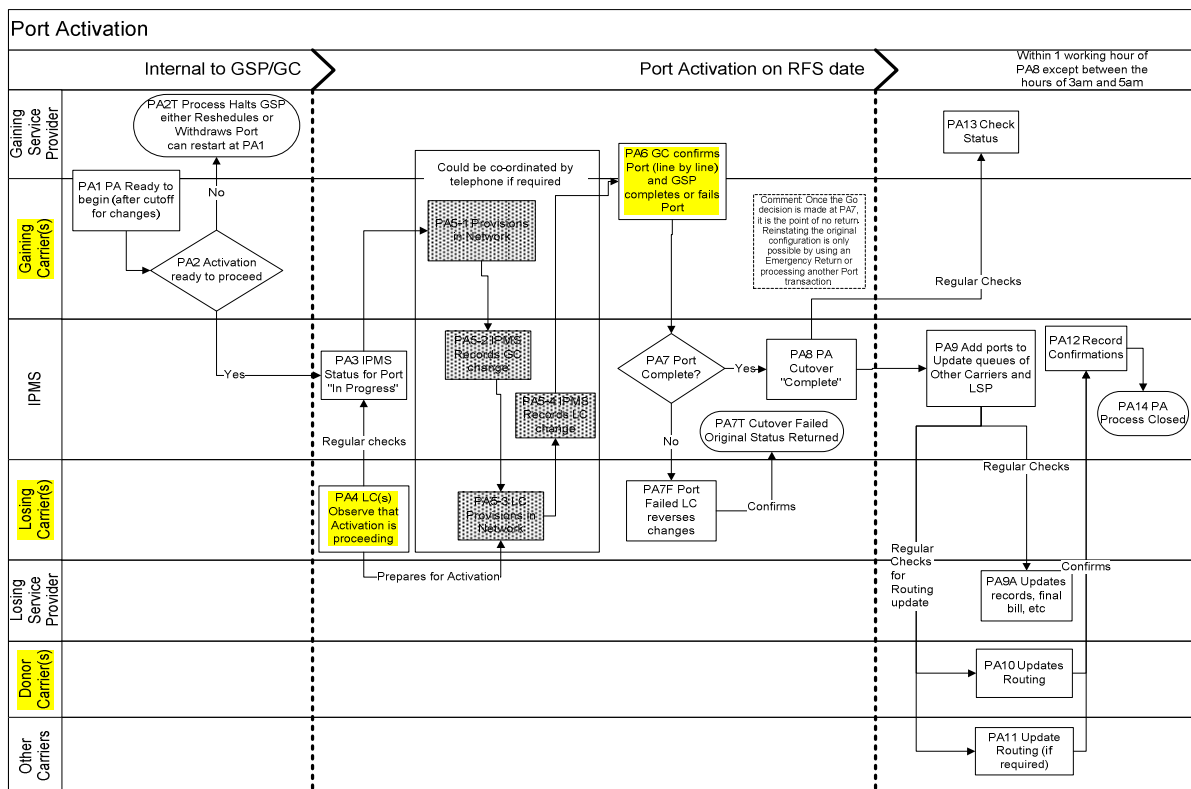 Port Activation
Internal to GSP/GC
Port Activation on RFS date
Within 1 working hour of
PA8 except between the
hours of 3am and 5am
Gaining
Service
Provider
PA2T Process Halts GSP
either Reshedules or
Withdraws Port
can restart at PA1
Could be co-ordinated by
telephone if required
PA6 GC confirms
Port (line by line)
and GSP
completes or fails
Port
PA13 Check
Status
Gaining
Carrier(s)
PA1 PA Ready to
begin (after cutoff
for changes)
No
PA2 Activation
ready to proceed
PA5-1 Provisions
in Network
Comment: Once the Go
decision is made at PA7,
it is the point of no return.
Reinstating the original
configuration is only
possible by using an
Emergency Return or
processing another Port
transaction
Regular Checks
IPMS
Yes
PA3 IPMS
Status for Port
"In Progress"
PA5-2 IPMS
Records GC
change
PA5-4 IPMS
Records LC
change
PA7 Port
Complete?
Yes
PA8 PA
Cutover
"Complete"
PA9 Add ports to
Update queues of
Other Carriers and
LSP
PA12 Record
Confirmations
PA14 PA
Process Closed
No
PA7T Cutover Failed
Original Status Returned
Regular checks
Losing
Carrier(s)
PA4 LC(s)
Observe that
Activation is
proceeding
PA5-3 LC
Provisions in
Network
PA7F Port
Failed LC
reverses
changes
Confirms
Regular Checks
Regular
Checks
for
Routing
update
Prepares for Activation
Losing
Service
Provider
PA9A Updates
records, final
bill, etc
Confirms
Donor
Carrier(s)
PA10 Updates
Routing
Other
Carriers
PA11 Update
Routing (if
required)